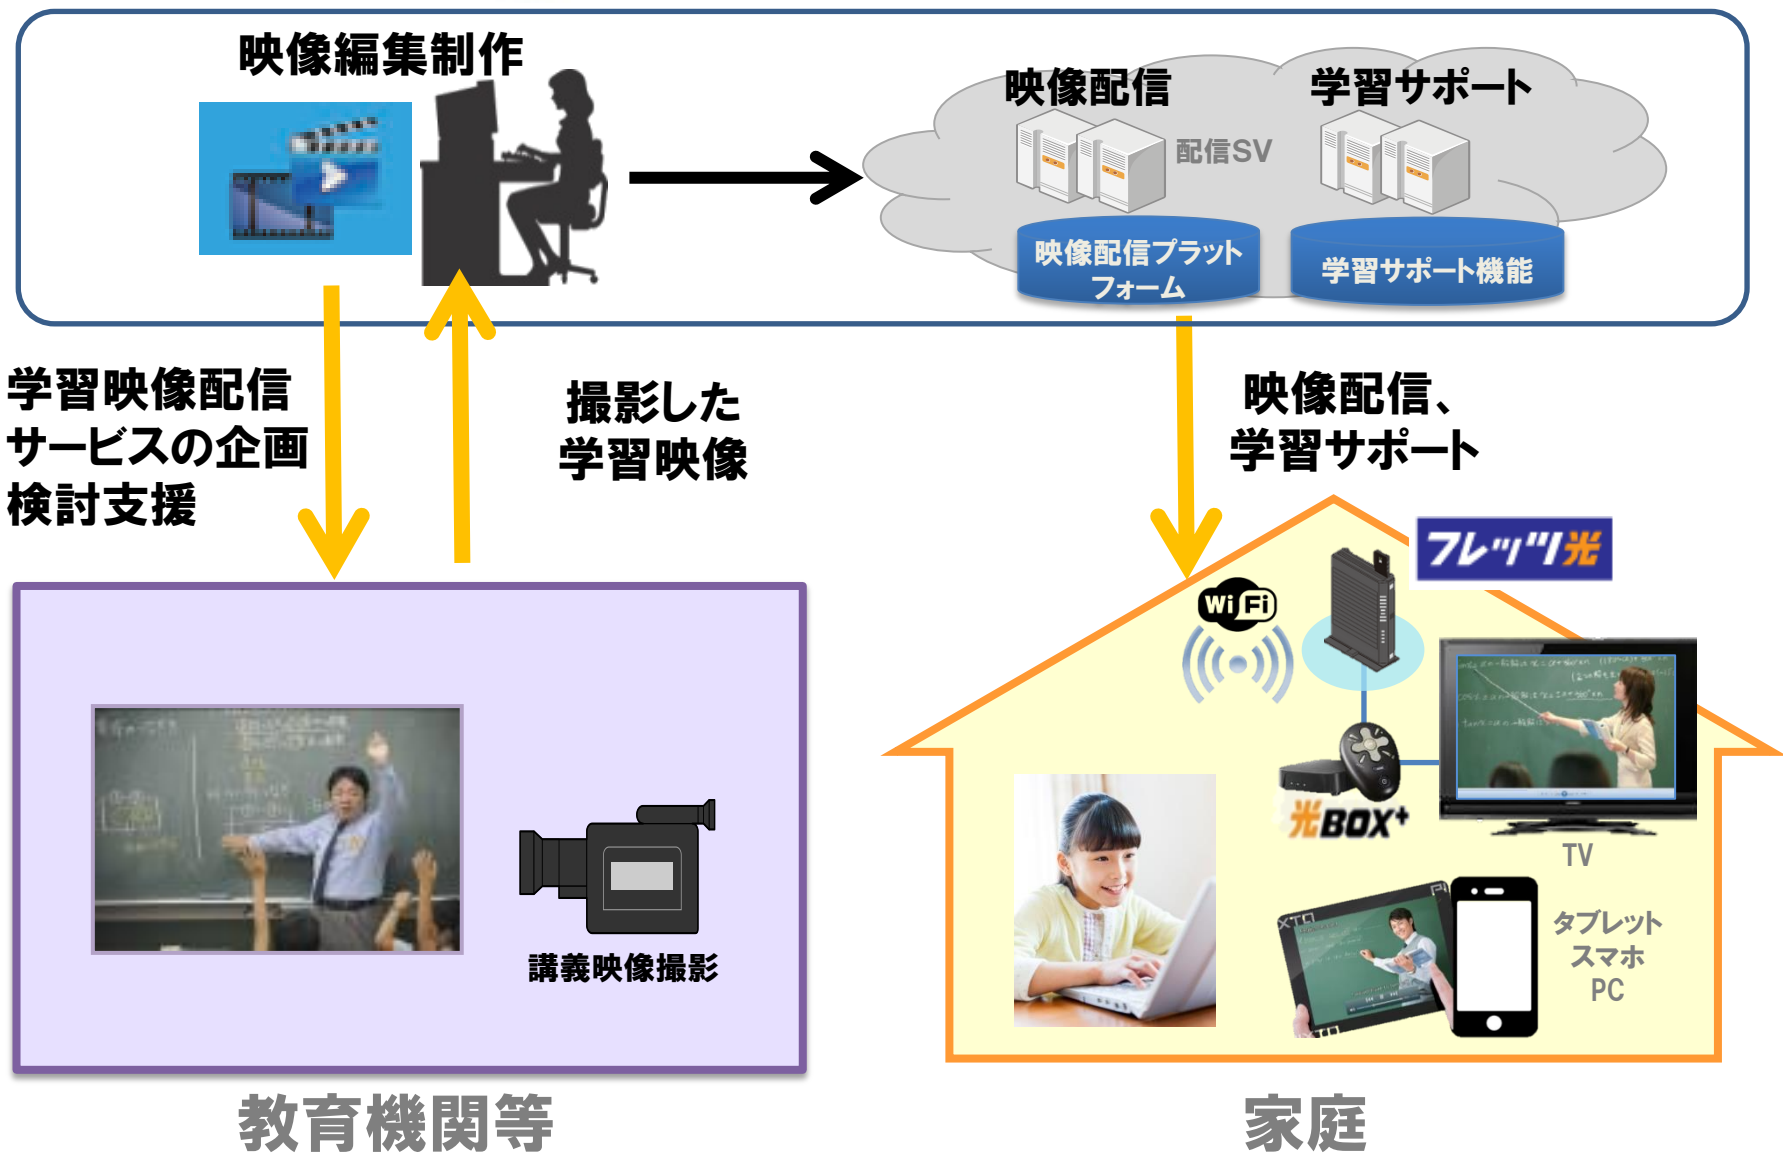 映像編集制作
映像配信
学習サポート
配信SV
映像配信プラット
フォーム
学習サポート機能
学習映像配信
サービスの企画
検討支援
撮影した
学習映像
映像配信、
学習サポート
フレッツ光
WiFi
光BOX+
TV
タブレット
スマホ
PC
講義映像撮影
教育機関等
家庭